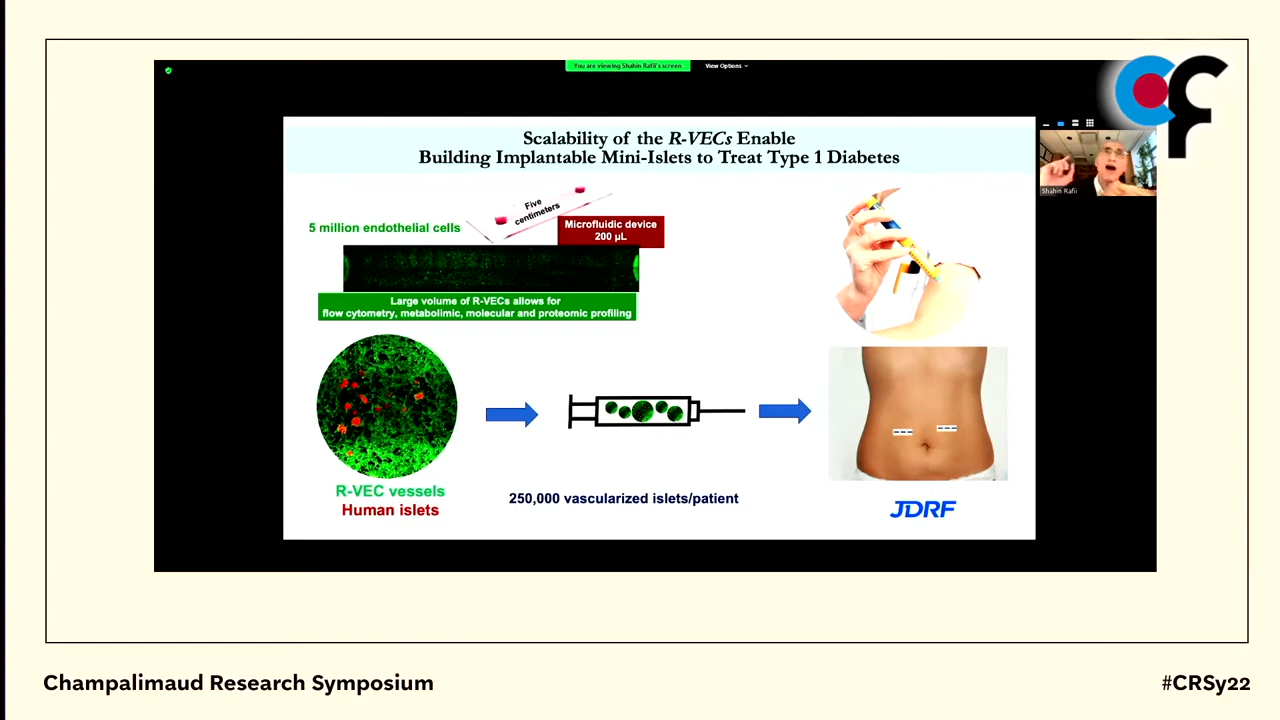 You are viewing Shahin Rafii's screen
View Options
Scalability of the R-VECs Enable
Building Implantable Mini-Islets to Treat Type 1 Diabetes
Shahin Rafii
Five
centimeters
5 million endothelial cells
Microfluidic device
200 µL
Large volume of R-VECs allows for
flow cytometry, metabolimic, molecular and proteomic profiling
R-VEC vessels
Human islets
250,000 vascularized islets/patient
JDRF
Champalimaud Research Symposium
#CRSy22